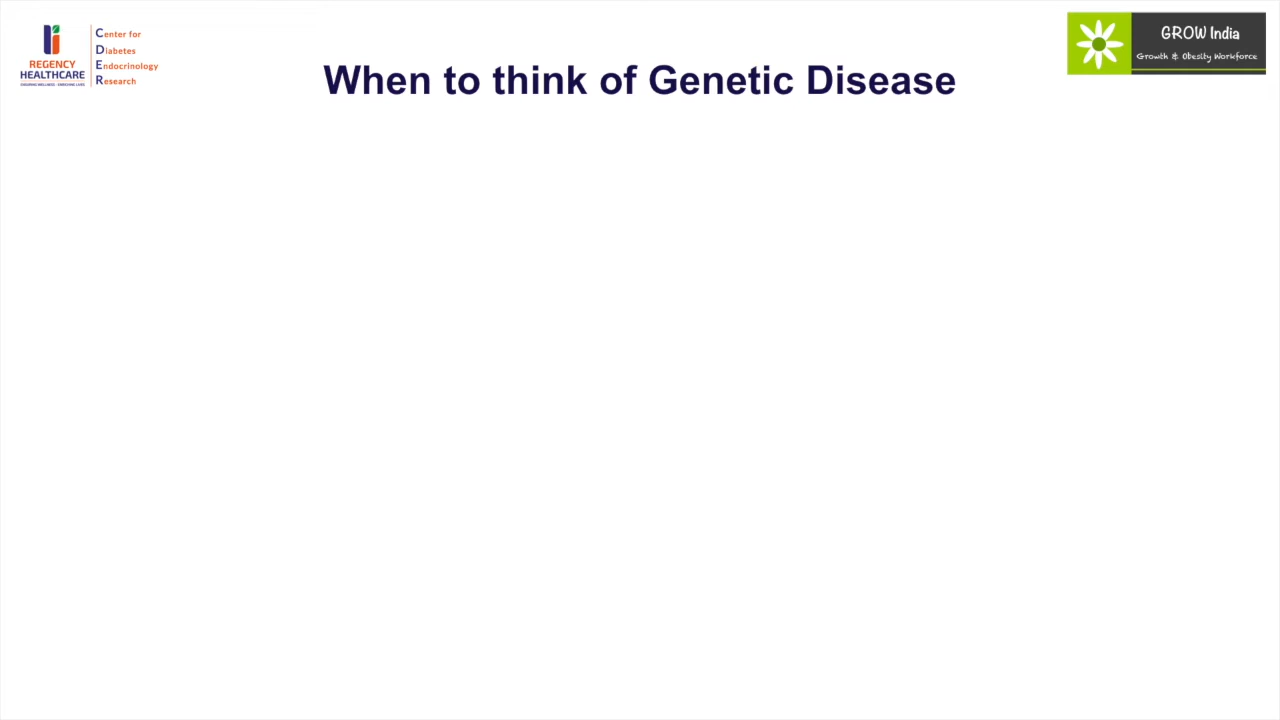 REGENCY
HEALTHCARE
Center for
Diabetes
Endocrinology
Research
When to think of Genetic Disease
GROW India
Growth & Obesity Workforce